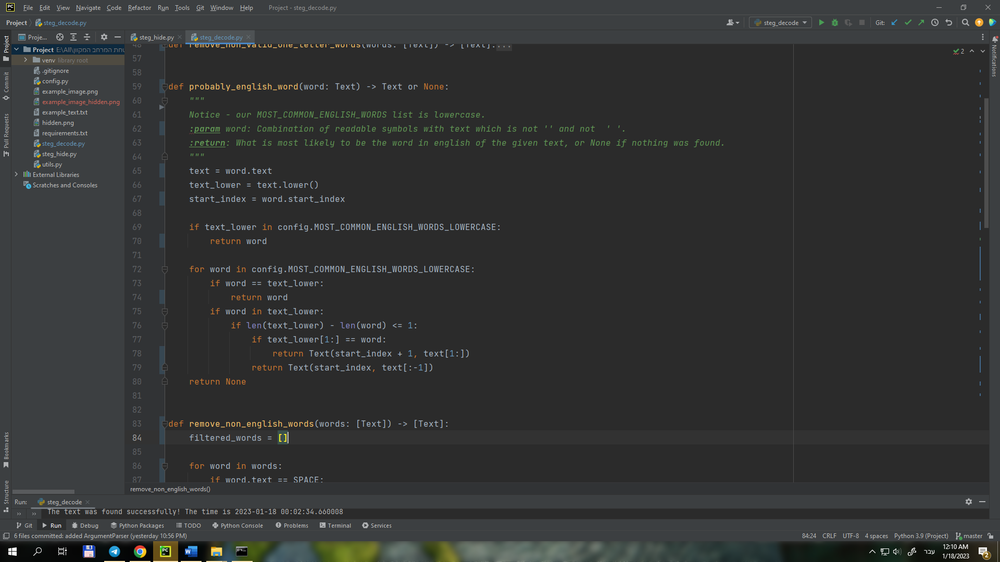 File Edit View Navigate Code Refactor Run Tools Git Window Help Project - steg_decode.py
Project steg_decode.py steg_decode Git:
Proje... steg_hide.py steg_decode.py
Project E:\All\טחת המרחב המקוון
venv library root
.gitignore
config.py
example_image.png
example_image_hidden.png
example_text.txt
hidden.png
requirements.txt
steg_decode.py
steg_hide.py
utils.py
External Libraries
Scratches and Consoles
Project
Commit
Pull Requests
Bookmarks
Structure
Notifications
2
48 def remove_non_valid_one_letter_words(words: [Text]) -> [Text]:...
57
58
59 def probably_english_word(word: Text) -> Text or None:
60 """
61 Notice - our MOST_COMMON_ENGLISH_WORDS list is lowercase.
62 :param word: Combination of readable symbols with text which is not '' and not  ' '.
63 :return: What is most likely to be the word in english of the given text, or None if nothing was found.
64 """
65 text = word.text
66 text_lower = text.lower()
67 start_index = word.start_index
68
69 if text_lower in config.MOST_COMMON_ENGLISH_WORDS_LOWERCASE:
70 return word
71
72 for word in config.MOST_COMMON_ENGLISH_WORDS_LOWERCASE:
73 if word == text_lower:
74 return word
75 if word in text_lower:
76 if len(text_lower) - len(word) <= 1:
77 if text_lower[1:] == word:
78 return Text(start_index + 1, text[1:])
79 return Text(start_index, text[:-1])
80 return None
81
82
83 def remove_non_english_words(words: [Text]) -> [Text]:
84 filtered_words = []
85
86 for word in words:
87 if word.text == SPACE:
remove_non_english_words()
Run: steg_decode
The text was found successfully! The time is 2023-01-18 00:02:34.660008
Git Run Debug Python Packages TODO Python Console Problems Terminal Services
6 files committed: added ArgumentParser (yesterday 10:56 PM) 84:24 CRLF UTF-8 4 spaces Python 3.9 (Project) master
עבר 12:10 AM
1/18/2023
2